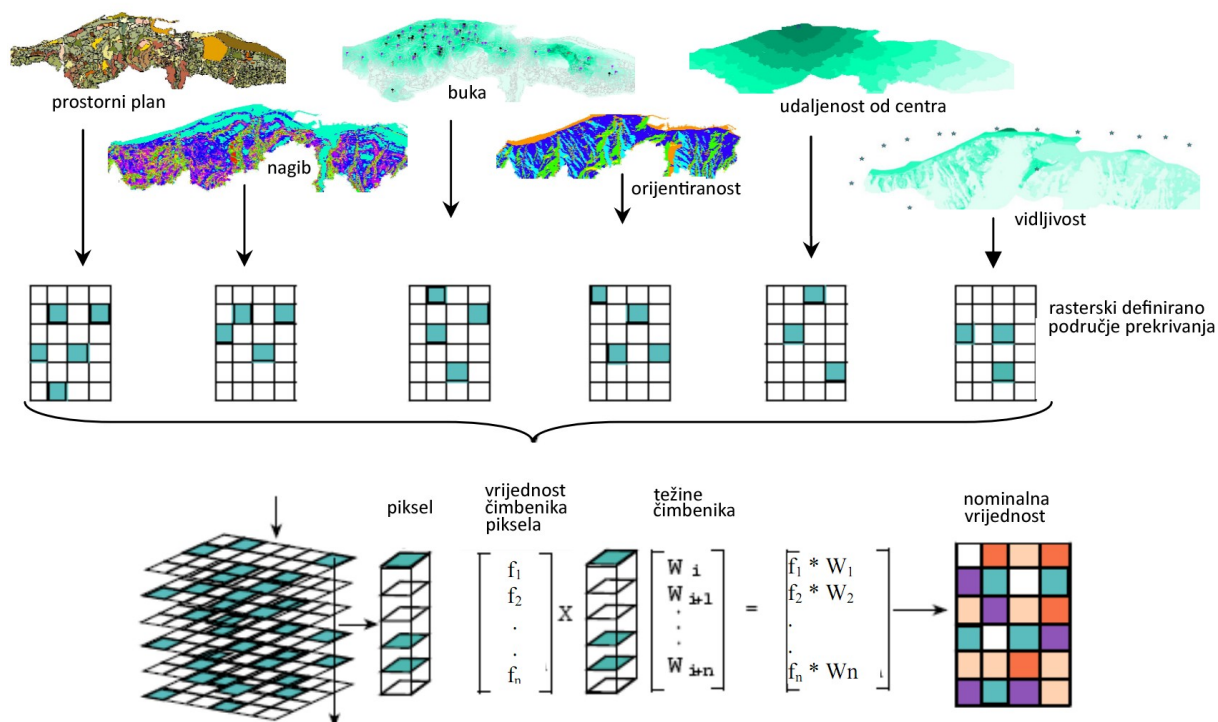 prostorni plan
buka
udaljenost od centra
nagib
orijentiranost
vidljivost
rasterski definirano
područje prekrivanja
piksel
vrijednost
čimbenika
piksela
težine
čimbenika
nominalna
vrijednost
f₁
f₂
.
.
fₙ
X
W i
W i+1
.
.
W i+n
=
f₁ * W₁
f₂ * W₂
.
.
fₙ * Wn